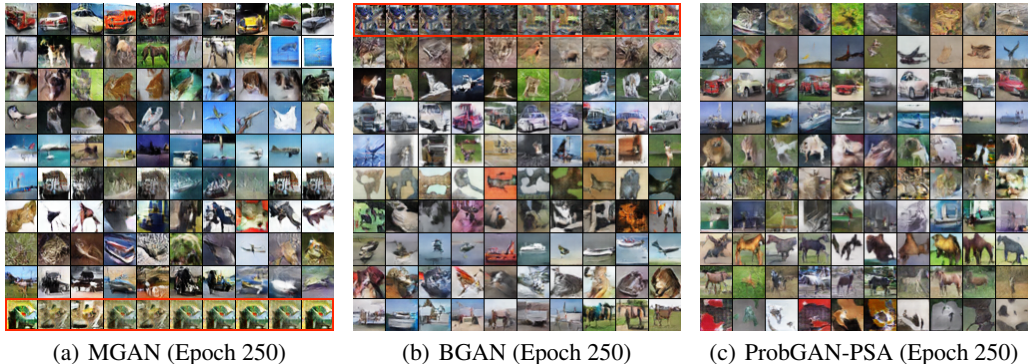 (a) MGAN (Epoch 250)
(b) BGAN (Epoch 250)
(c) ProbGAN-PSA (Epoch 250)